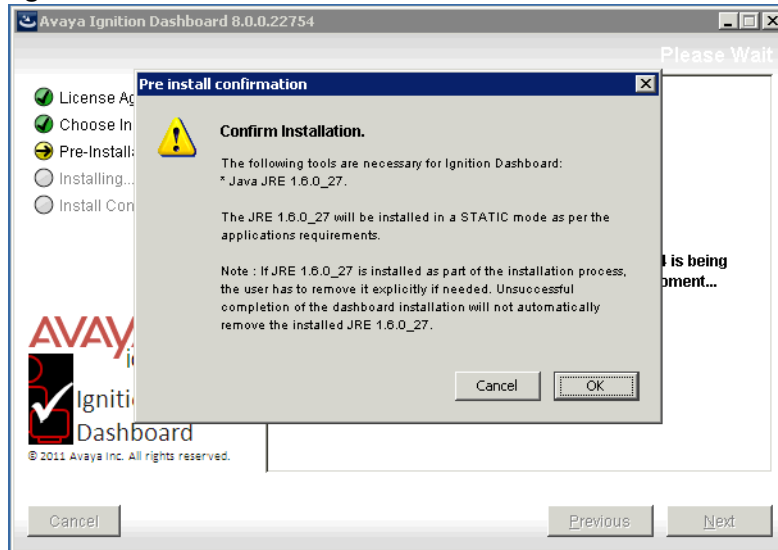 Avaya Ignition Dashboard 8.0.0.22754
Please Wait
License Ag
Choose In
Pre-Install
Installing...
Install Con
Pre install confirmation
Confirm Installation.
The following tools are necessary for Ignition Dashboard:
* Java JRE 1.6.0_27.
The JRE 1.6.0_27 will be installed in a STATIC mode as per the
applications requirements.
Note : If JRE 1.6.0_27 is installed as part of the installation process,
the user has to remove it explicitly if needed. Unsuccessful
completion of the dashboard installation will not automatically
remove the installed JRE 1.6.0_27.
Cancel
OK
is being
oment...
AVAYA
Igniti
Dashboard
© 2011 Avaya Inc. All rights reserved.
Cancel
Previous
Next